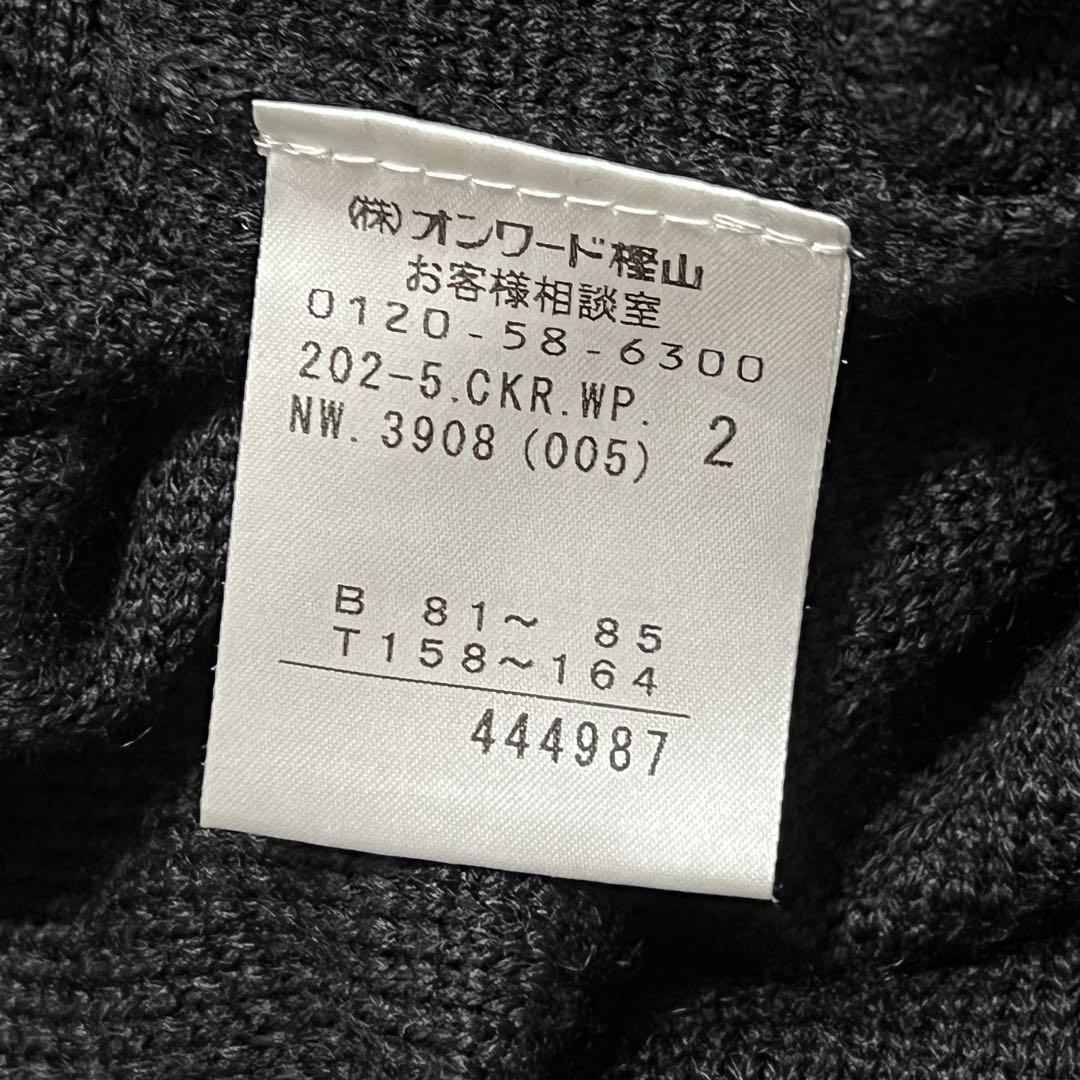 (株)オンワード樫山
お客様相談室
0120-58-6300
202-5.CKR.WP. 2
NW. 3908 (005)
B 81～ 85
T158～164
444987